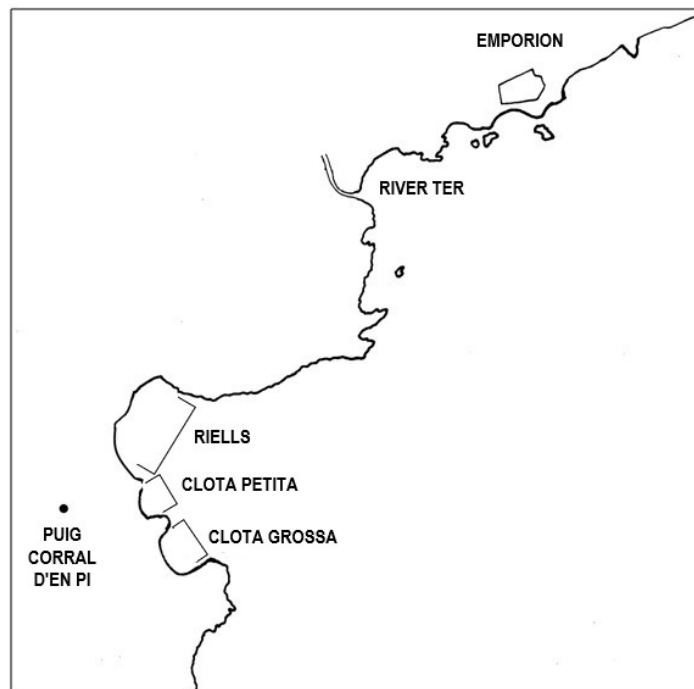 EMPORION
RIVER TER
RIELLS
CLOTA PETITA
PUIG
CORRAL
D'EN PI
CLOTA GROSSA